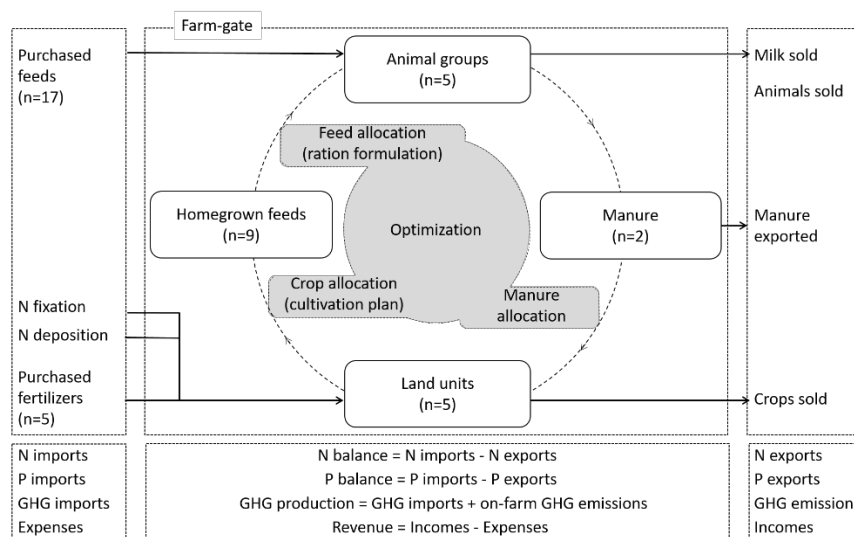 Farm-gate
Purchased
feeds
(n=17)
Animal groups
(n=5)
Milk sold
Animals sold
Feed allocation
(ration formulation)
Homegrown feeds
(n=9)
Optimization
Manure
(n=2)
Manure
exported
Crop allocation
(cultivation plan)
Manure
allocation
N fixation
N deposition
Purchased
fertilizers
(n=5)
Land units
(n=5)
Crops sold
N imports
P imports
GHG imports
Expenses
N balance = N imports - N exports
P balance = P imports - P exports
GHG production = GHG imports + on-farm GHG emissions
Revenue = Incomes - Expenses
N exports
P exports
GHG emission
Incomes